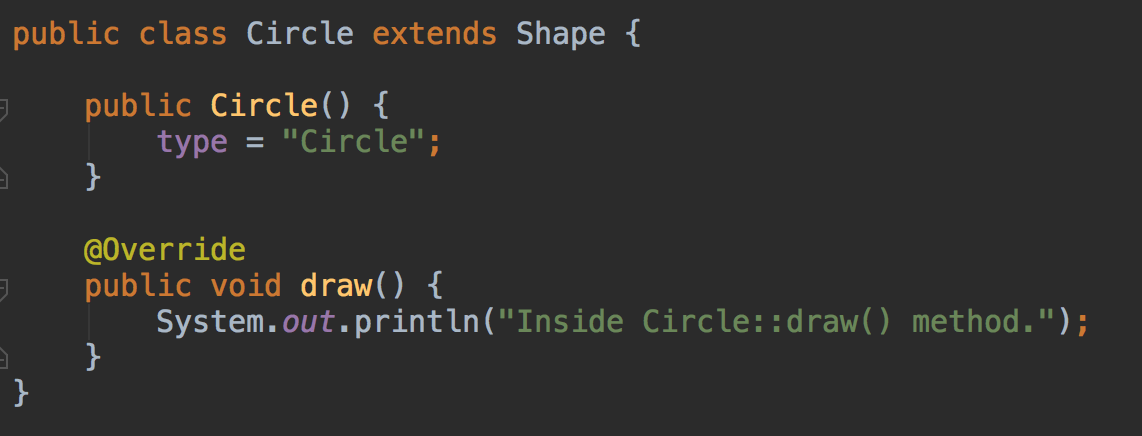 public class Circle extends Shape {
public Circle() {
type = "Circle";
}
@Override
public void draw() {
System.out.println("Inside Circle::draw() method.");
}
}